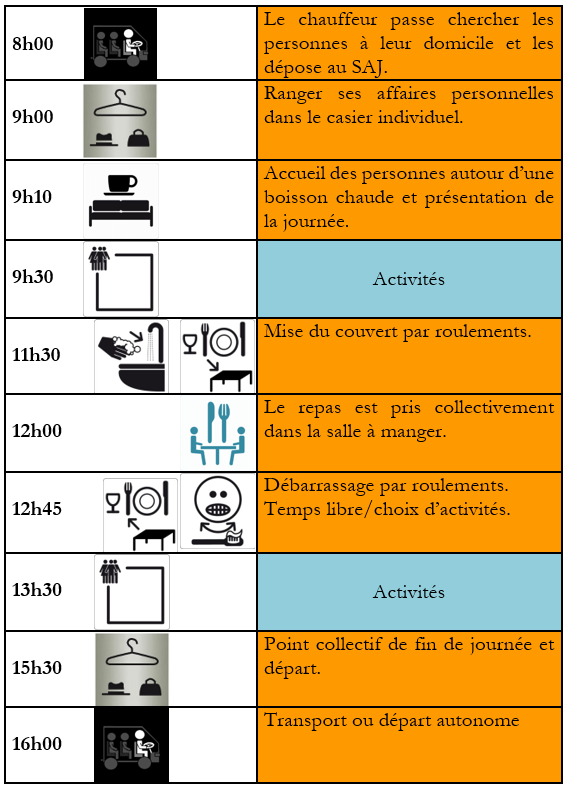 8h00
Le chauffeur passe chercher les
personnes à leur domicile et les
dépose au SAJ.
9h00
Ranger ses affaires personnelles
dans le casier individuel.
9h10
Accueil des personnes autour d’une
boisson chaude et présentation de
la journée.
9h30
Activités
11h30
Mise du couvert par roulements.
12h00
Le repas est pris collectivement
dans la salle à manger.
12h45
Débarrassage par roulements.
Temps libre/choix d’activités.
13h30
Activités
15h30
Point collectif de fin de journée et
départ.
16h00
Transport ou départ autonome